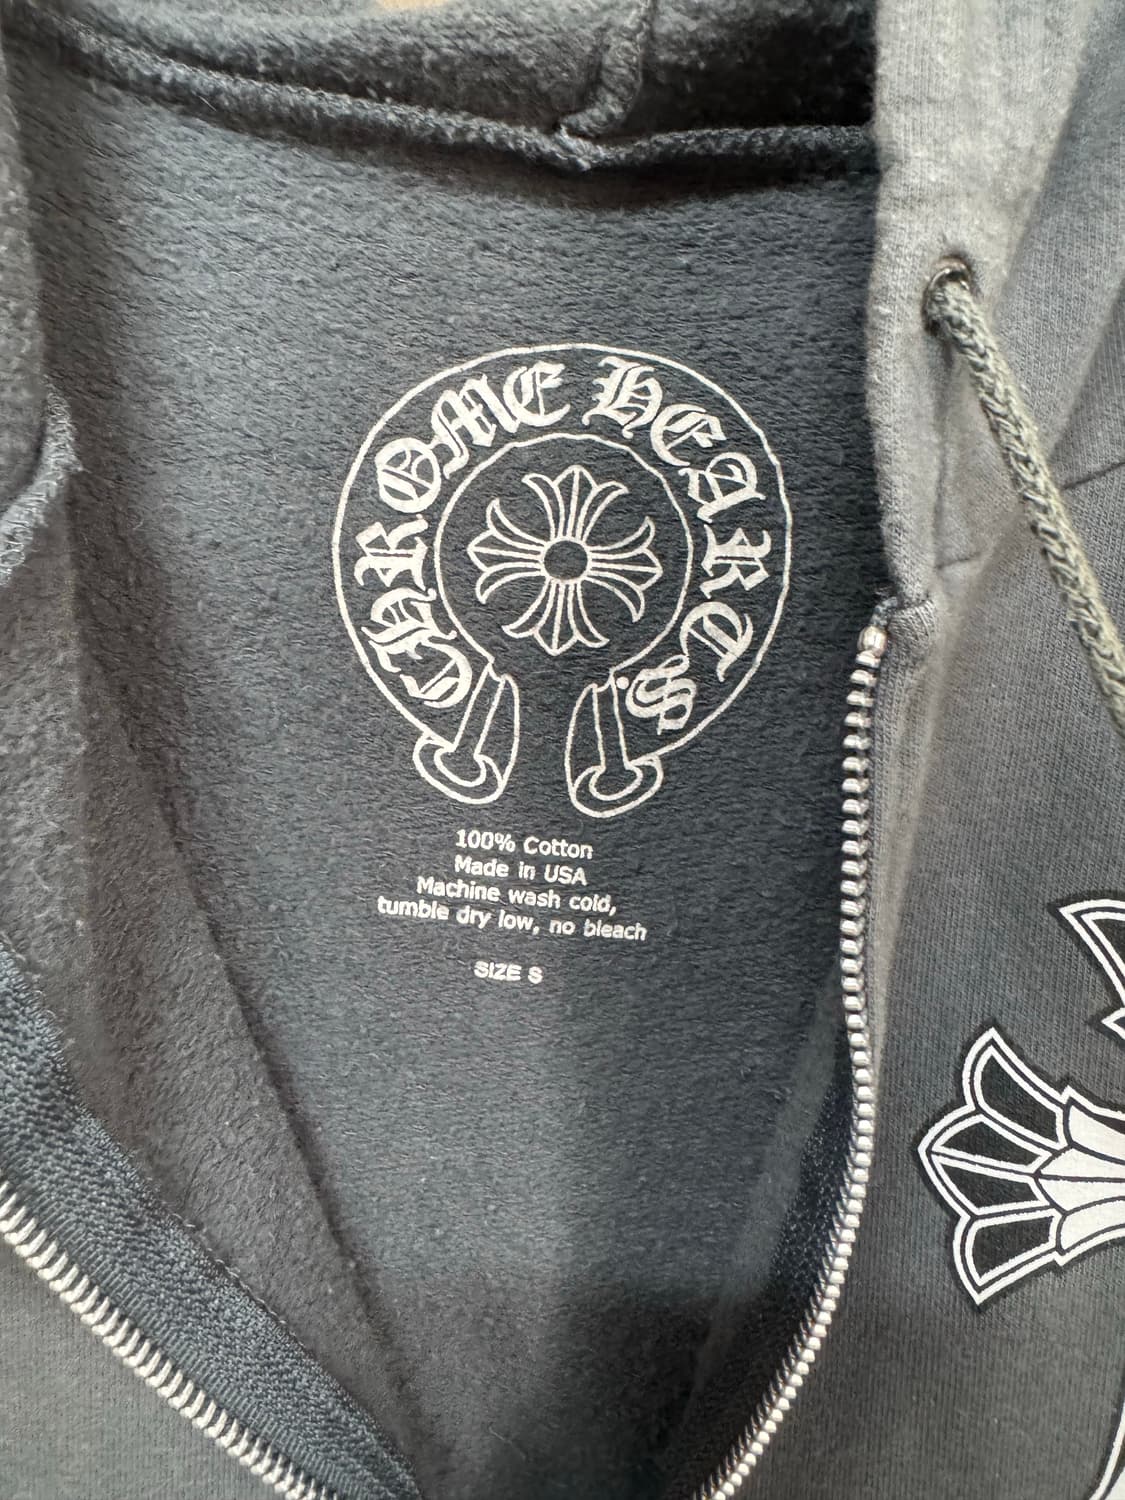 CHROME HEARTS
100% Cotton
Made in USA
Machine wash cold,
tumble dry low, no bleach
SIZE S